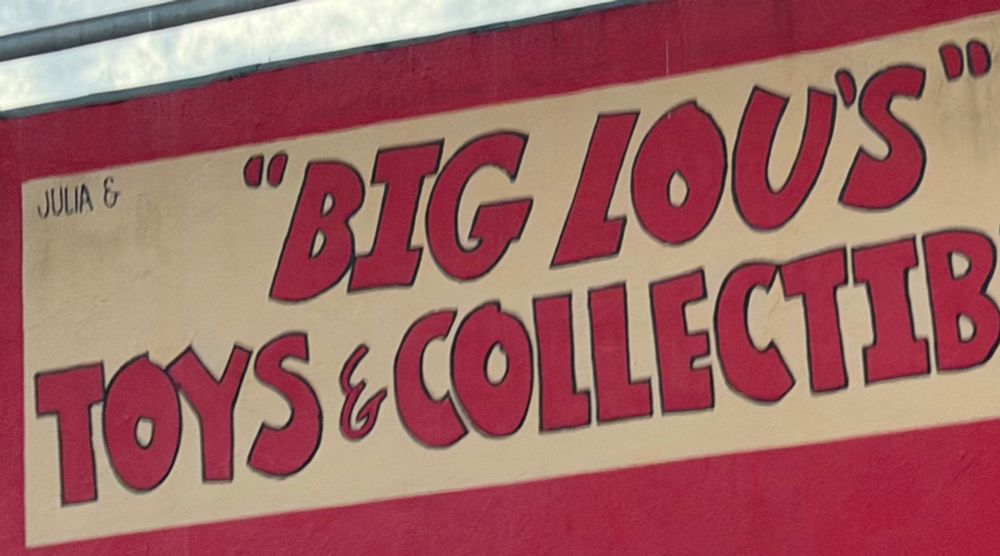 JULIA &
"BIG LOU'S"
TOYS & COLLECTIB